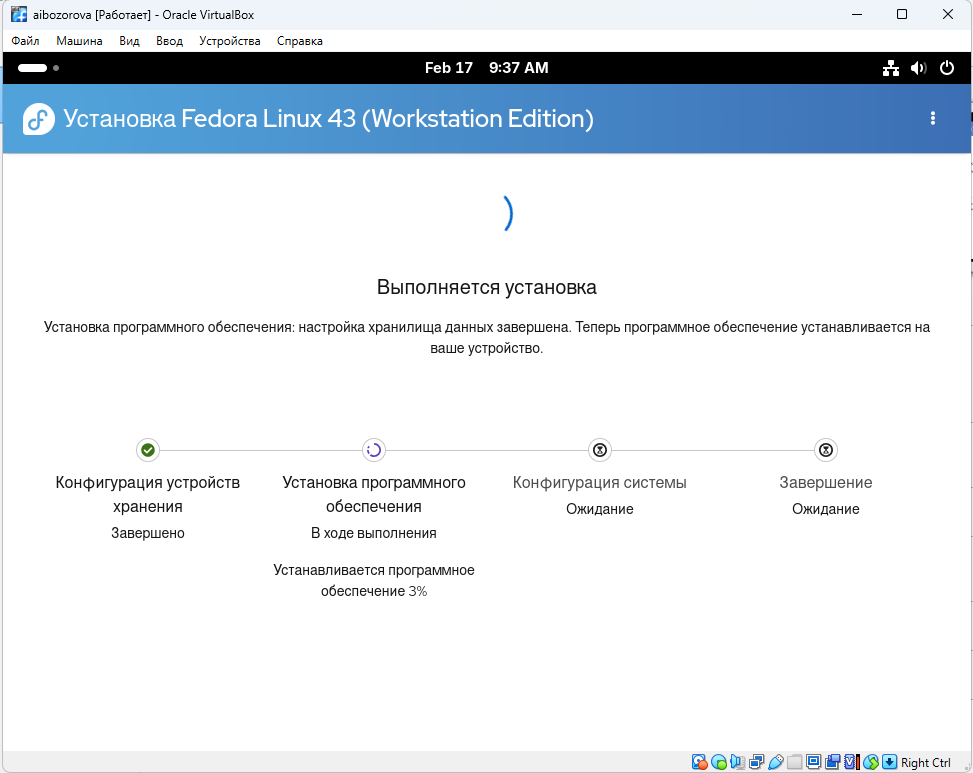 aibozorova [Работает] - Oracle VirtualBox
Файл Машина Вид Ввод Устройства Справка
Feb 17 9:37 AM
Установка Fedora Linux 43 (Workstation Edition)
Выполняется установка
Установка программного обеспечения: настройка хранилища данных завершена. Теперь программное обеспечение устанавливается на
ваше устройство.
Конфигурация устройств
хранения
Завершено
Установка программного
обеспечения
В ходе выполнения
Устанавливается программное
обеспечение 3%
Конфигурация системы
Ожидание
Завершение
Ожидание
Right Ctrl